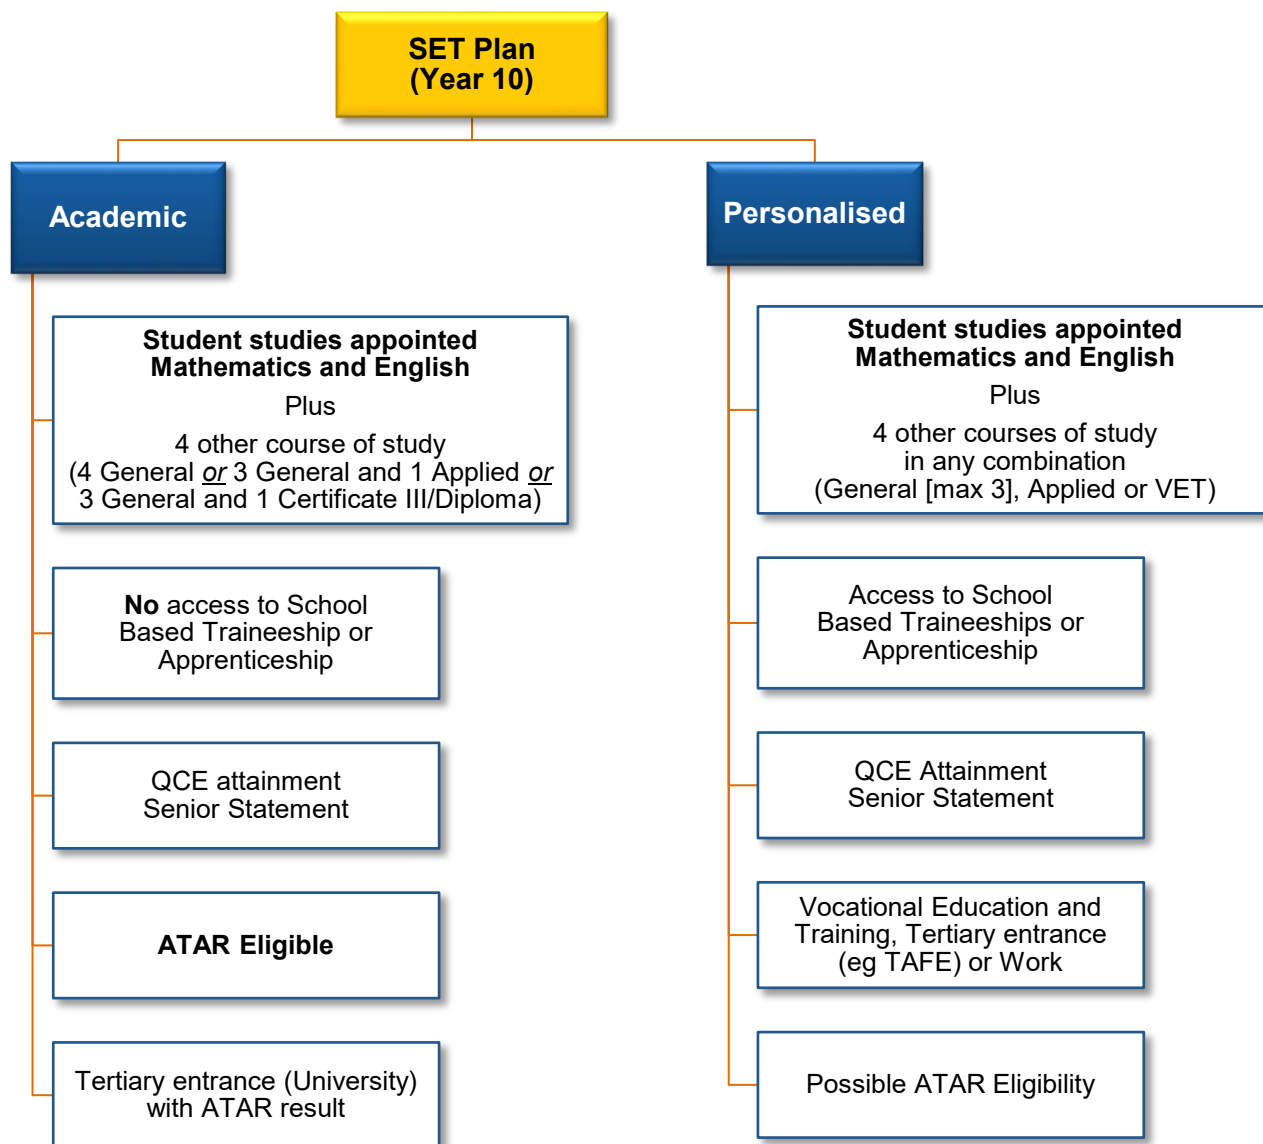 SET Plan
(Year 10)
Academic
Student studies appointed
Mathematics and English
Plus
4 other course of study
(4 General or 3 General and 1 Applied or
3 General and 1 Certificate III/Diploma)
No access to School
Based Traineeship or
Apprenticeship
QCE attainment
Senior Statement
ATAR Eligible
Tertiary entrance (University)
with ATAR result
Personalised
Student studies appointed
Mathematics and English
Plus
4 other courses of study
in any combination
(General [max 3], Applied or VET)
Access to School
Based Traineeships or
Apprenticeship
QCE Attainment
Senior Statement
Vocational Education and
Training, Tertiary entrance
(eg TAFE) or Work
Possible ATAR Eligibility